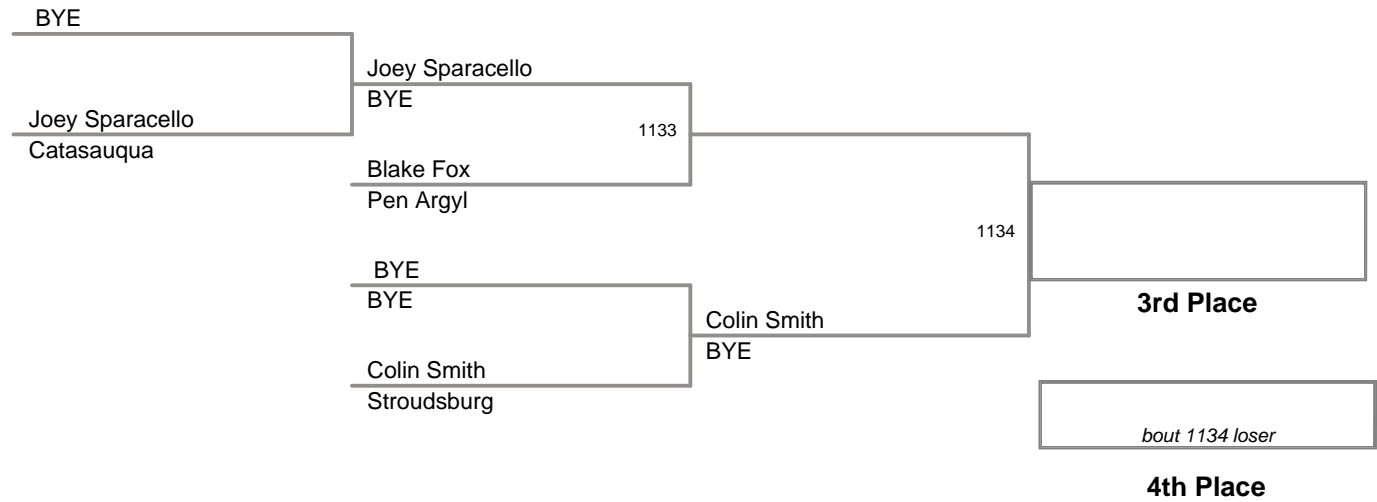 BYE
Joey Sparacello
Catasauqua
Joey Sparacello
BYE
1133
Blake Fox
Pen Argyl
BYE
BYE
Colin Smith
Stroudsburg
Colin Smith
BYE
1134
3rd Place
bout 1134 loser
4th Place